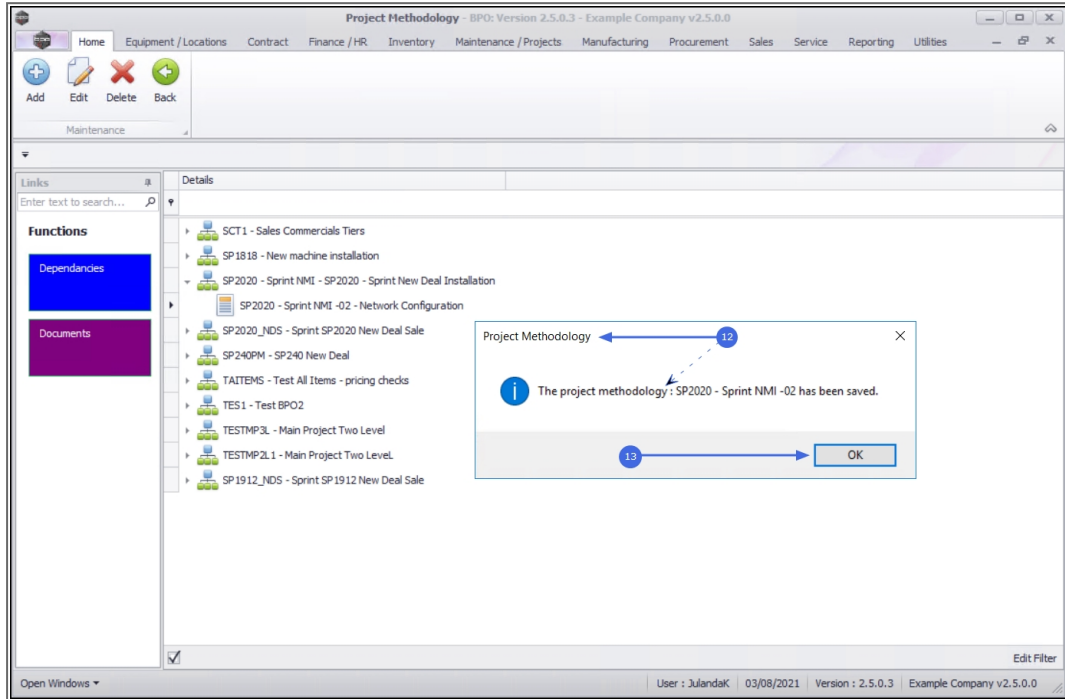 Project Methodology - BPO: Version 2.5.0.3 - Example Company v2.5.0.0
Home Equipment / Locations Contract Finance / HR Inventory Maintenance / Projects Manufacturing Procurement Sales Service Reporting Utilities
Add Edit Delete Back
Maintenance
Links
Enter text to search...
Functions
Dependancies
Documents
Details
SCT1 - Sales Commercials Tiers
SP1818 - New machine installation
SP2020 - Sprint NMI - SP2020 - Sprint New Deal Installation
SP2020 - Sprint NMI -02 - Network Configuration
SP2020_NDS - Sprint SP2020 New Deal Sale
SP240PM - SP240 New Deal
TAITEMS - Test All Items - pricing checks
TES1 - Test BPO2
TESTMP3L - Main Project Two Level
TESTMP2L1 - Main Project Two LeveL
SP1912_NDS - Sprint SP1912 New Deal Sale
Project Methodology
12
The project methodology : SP2020 - Sprint NMI -02 has been saved.
13
OK
Edit Filter
Open Windows User : JulandaK 03/08/2021 Version : 2.5.0.3 Example Company v2.5.0.0